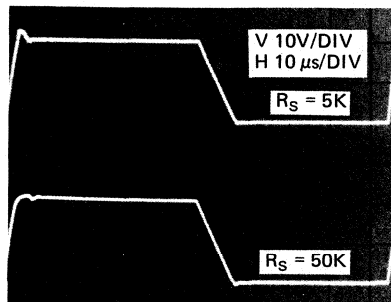 V 10V/DIV
H 10 μs/DIV
R_S = 5K
R_S = 50K